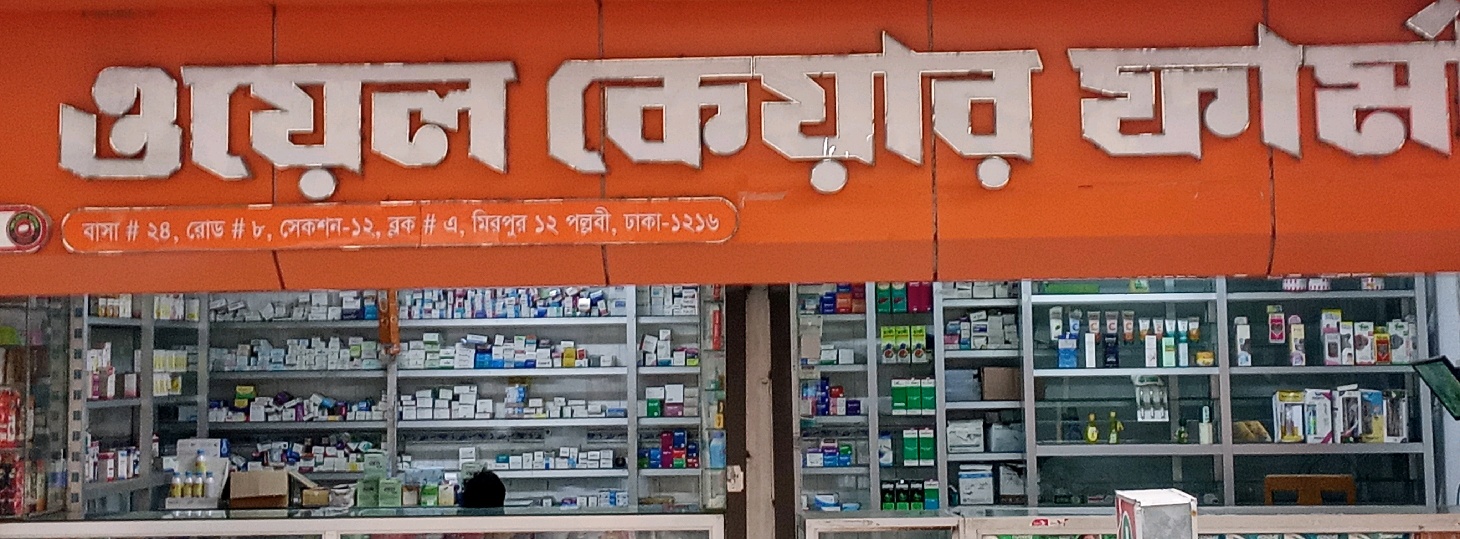 ওয়েল কেয়ার ফার্ম
বাসা # ২৪, রোড # ৮, সেকশন-১২, ব্লক # এ, মিরপুর ১২ পল্লবী, ঢাকা-১২১৬